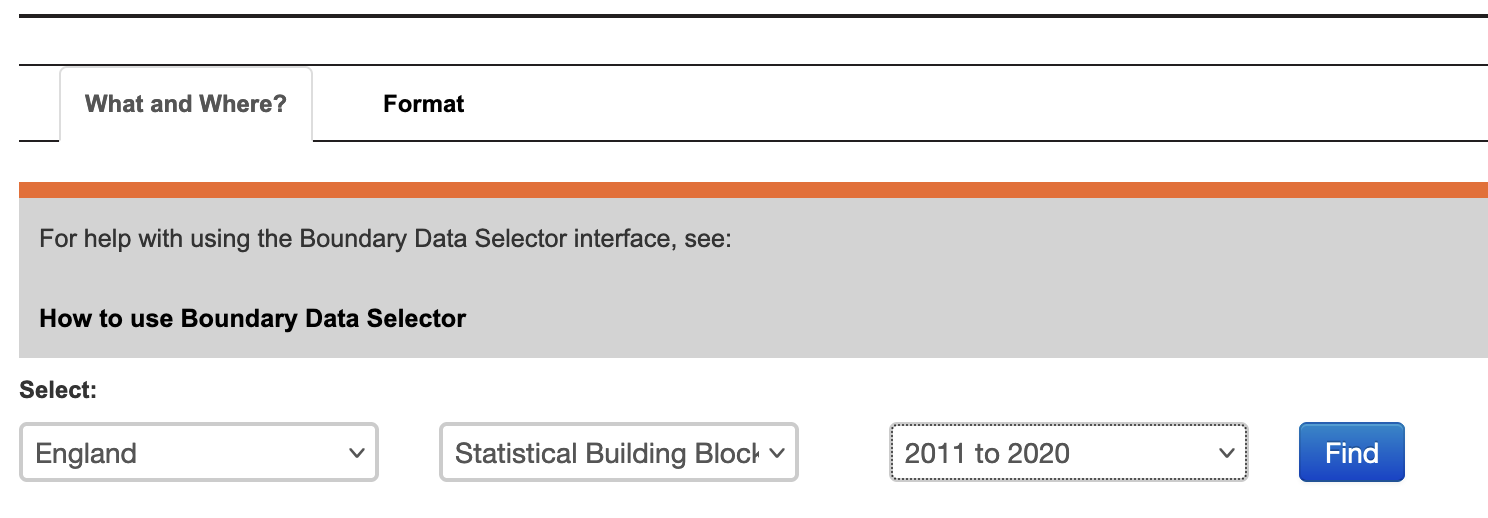 What and Where?
Format
For help with using the Boundary Data Selector interface, see:
How to use Boundary Data Selector
Select:
England
Statistical Building Block
2011 to 2020
Find